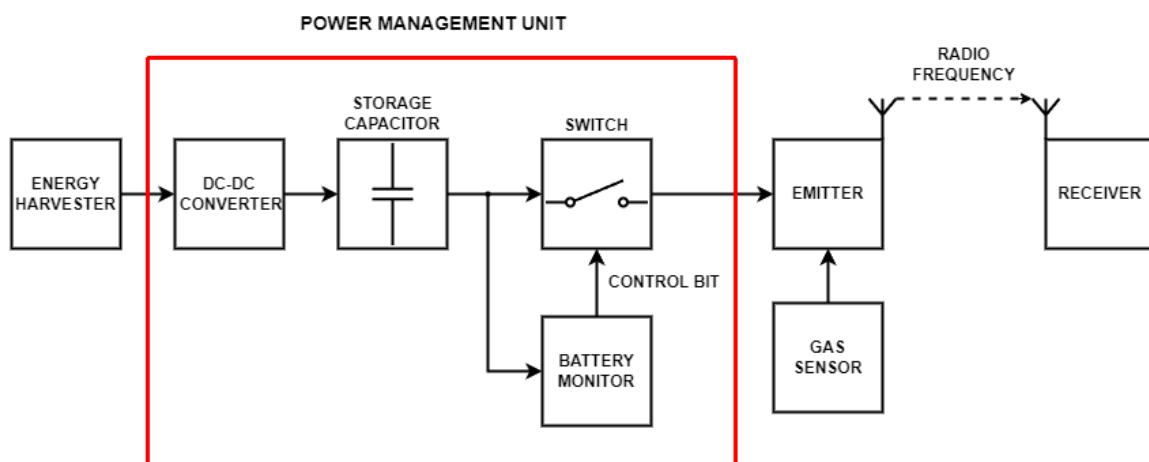 POWER MANAGEMENT UNIT
RADIO
FREQUENCY
STORAGE
CAPACITOR
SWITCH
ENERGY
HARVESTER
DC-DC
CONVERTER
EMITTER
RECEIVER
CONTROL BIT
BATTERY
MONITOR
GAS
SENSOR